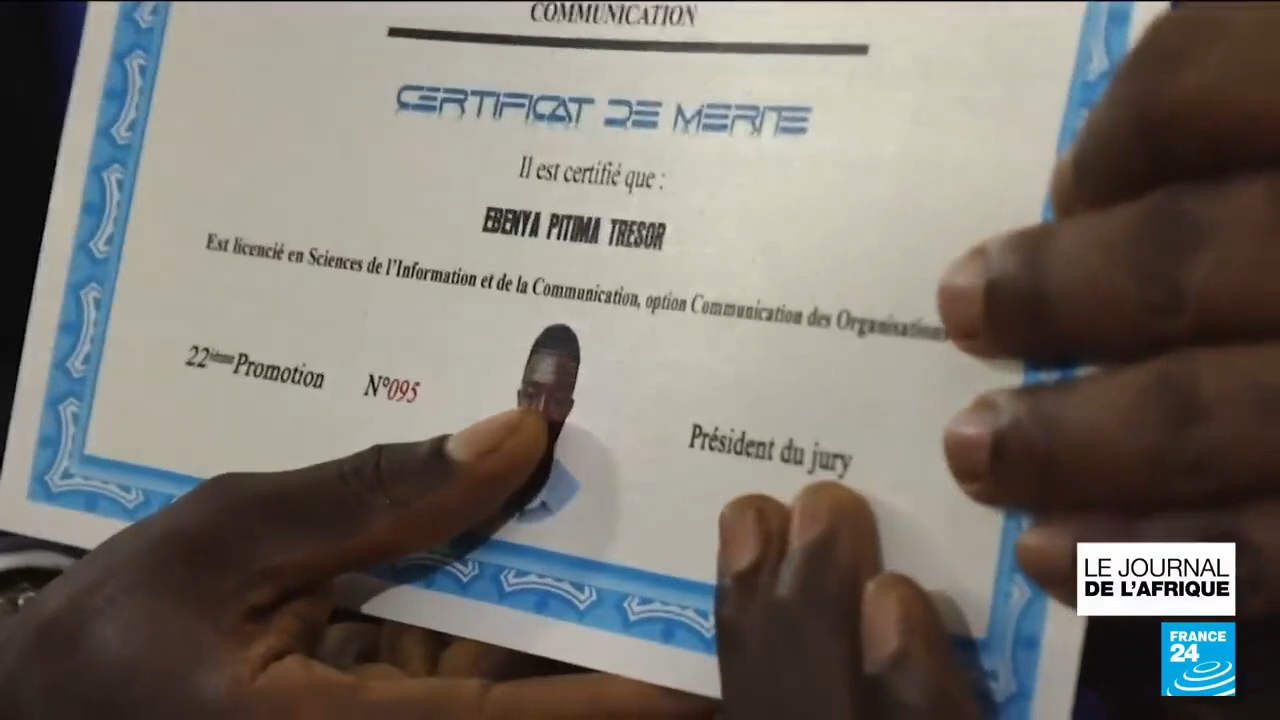 COMMUNICATION
CERTIFICAT DE MERITE
Il est certifié que :
EBENYA PITUMA TRESOR
Est licencié en Sciences de l'Information et de la Communication, option Communication des Organisations
22ième Promotion N°095
Président du jury
LE JOURNAL
DE L'AFRIQUE
FRANCE
24